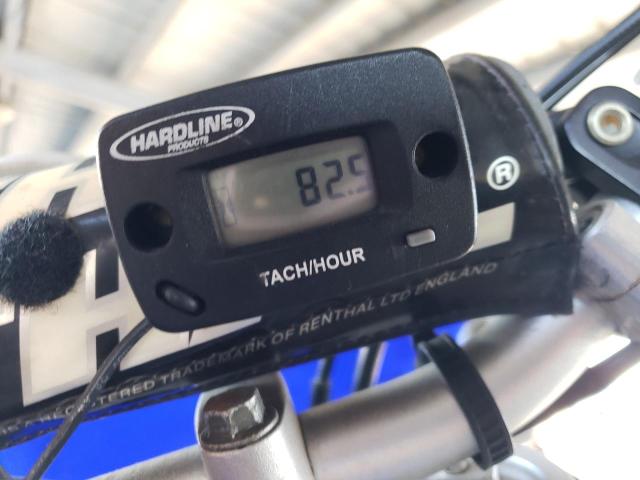 HARDLINE®
PRODUCTS
82.5
TACH/HOUR
®
REGISTERED TRADEMARK OF RENTHAL LTD ENGLAND